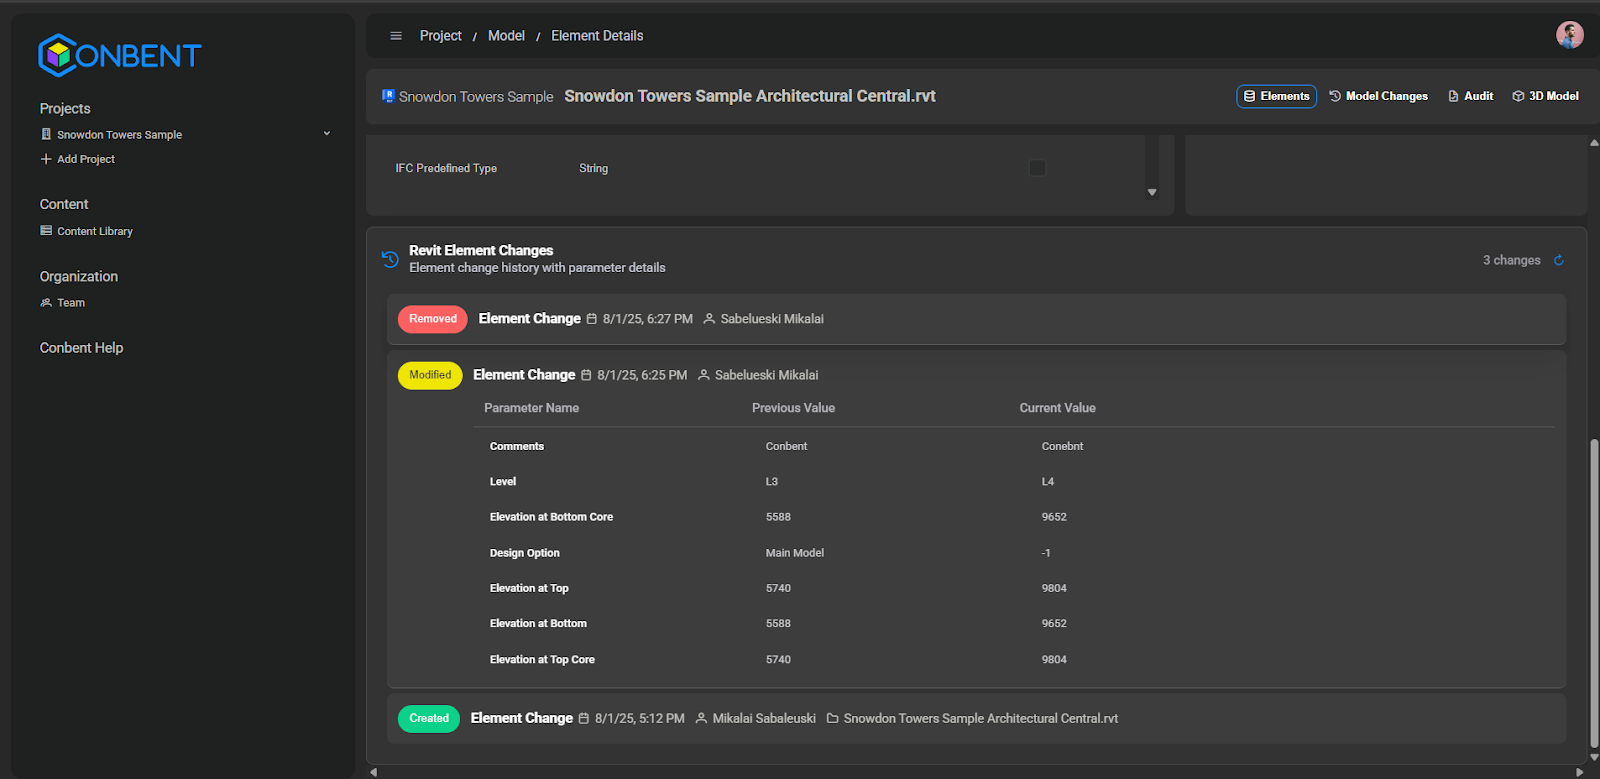 CONBENT
Projects
Snowdon Towers Sample
Add Project
Content
Content Library
Organization
Team
Conbent Help
Project / Model / Element Details
Snowdon Towers Sample Snowdon Towers Sample Architectural Central.rvt
Elements Model Changes Audit 3D Model
IFC Predefined Type String
Revit Element Changes
Element change history with parameter details
3 changes
Removed Element Change 8/1/25, 6:27 PM Sabelueski Mikalai
Modified Element Change 8/1/25, 6:25 PM Sabelueski Mikalai
Parameter Name Previous Value Current Value
Comments Conbent Conebnt
Level L3 L4
Elevation at Bottom Core 5588 9652
Design Option Main Model -1
Elevation at Top 5740 9804
Elevation at Bottom 5588 9652
Elevation at Top Core 5740 9804
Created Element Change 8/1/25, 5:12 PM Mikalai Sabaleuski Snowdon Towers Sample Architectural Central.rvt